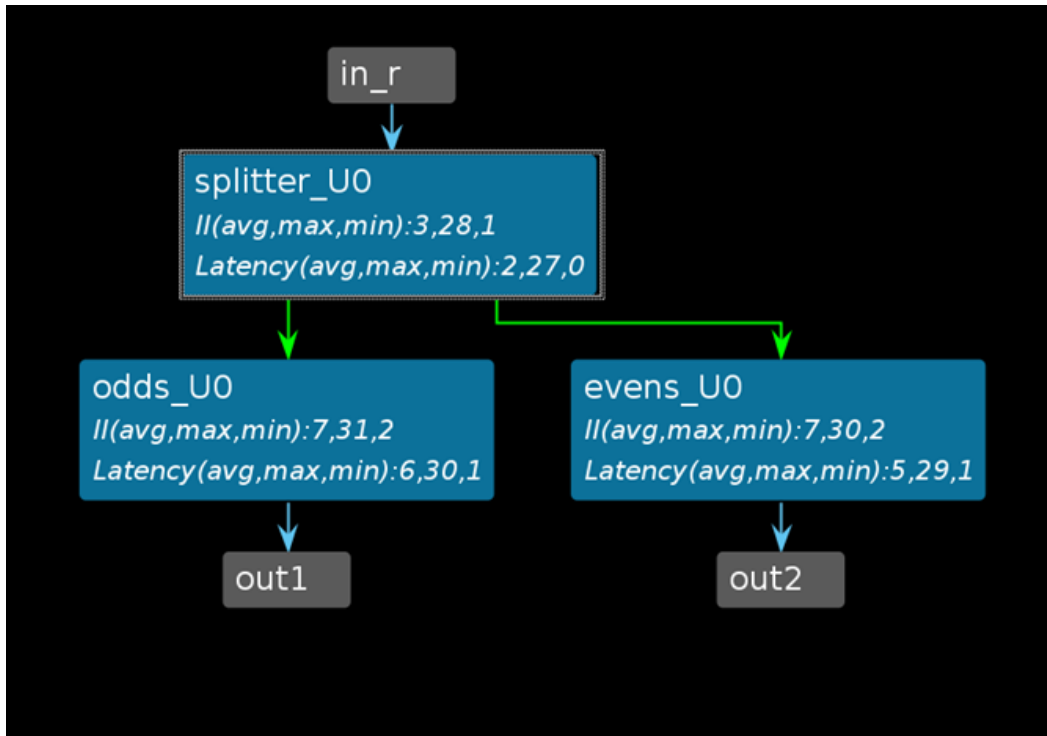 in_r
splitter_U0
II(avg,max,min):3,28,1
Latency(avg,max,min):2,27,0
odds_U0
II(avg,max,min):7,31,2
Latency(avg,max,min):6,30,1
evens_U0
II(avg,max,min):7,30,2
Latency(avg,max,min):5,29,1
out1
out2